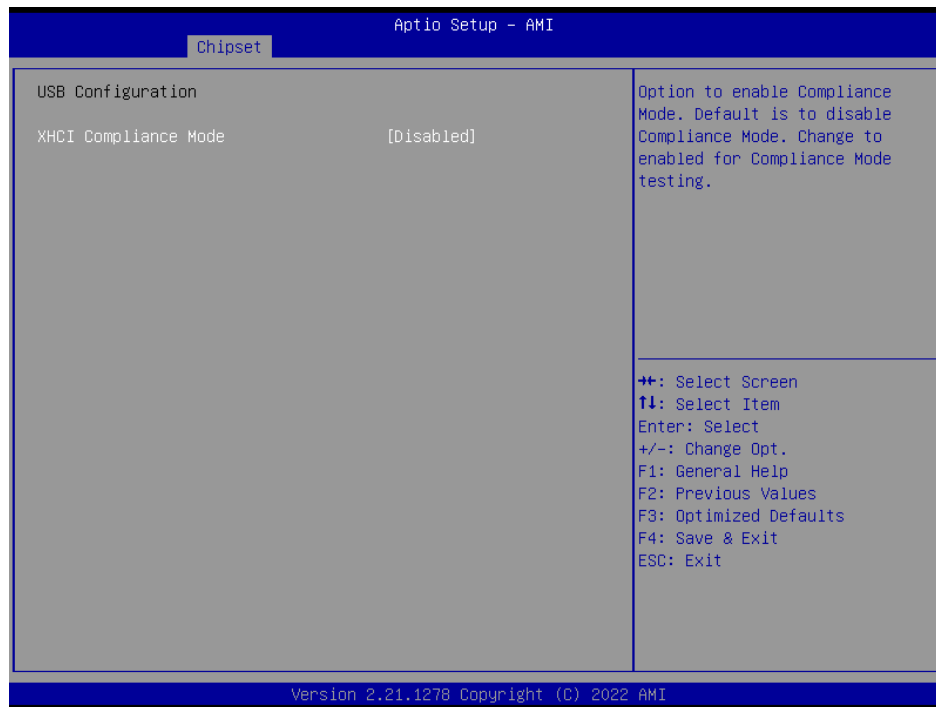 Aptio Setup – AMI
Chipset
USB Configuration
XHCI Compliance Mode [Disabled]
Option to enable Compliance
Mode. Default is to disable
Compliance Mode. Change to
enabled for Compliance Mode
testing.
→←: Select Screen
↑↓: Select Item
Enter: Select
+/-: Change Opt.
F1: General Help
F2: Previous Values
F3: Optimized Defaults
F4: Save & Exit
ESC: Exit
Version 2.21.1278 Copyright (C) 2022 AMI